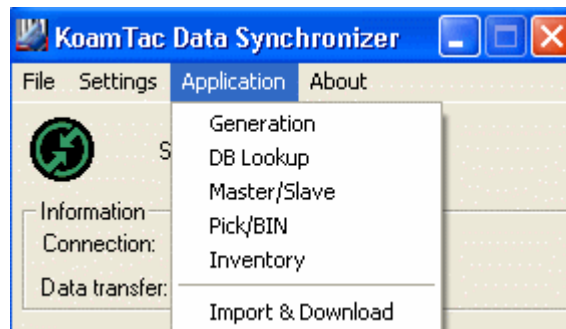 KoamTac Data Synchronizer
File Settings Application About
Generation
S
DB Lookup
Master/Slave
Information
Pick/BIN
Connection:
Inventory
Data transfer:
Import & Download